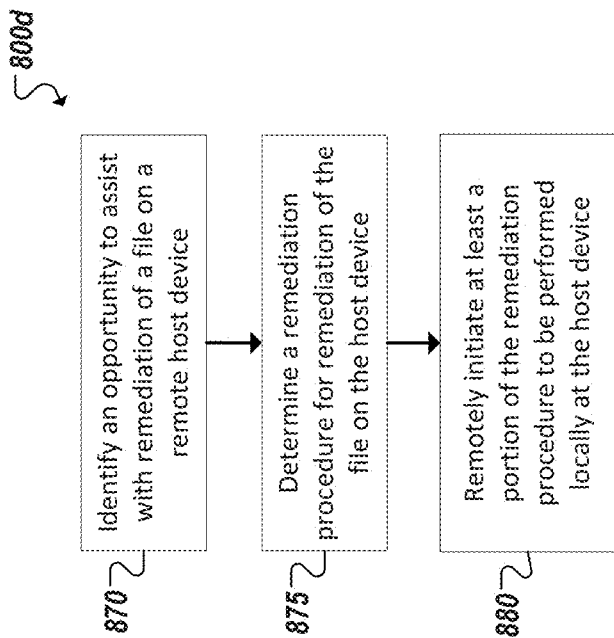 800d
870
Identify an opportunity to assist
with remediation of a file on a
remote host device
875
Determine a remediation
procedure for remediation of the
file on the host device
880
Remotely initiate at least a
portion of the remediation
procedure to be performed
locally at the host device